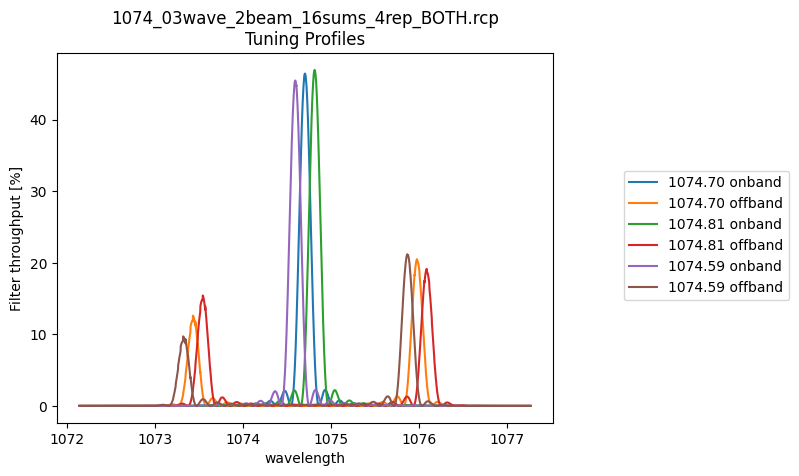 1074_03wave_2beam_16sums_4rep_BOTH.rcp
Tuning Profiles
Filter throughput [%]
40
30
20
10
0
1072 1073 1074 1075 1076 1077
wavelength
1074.70 onband
1074.70 offband
1074.81 onband
1074.81 offband
1074.59 onband
1074.59 offband